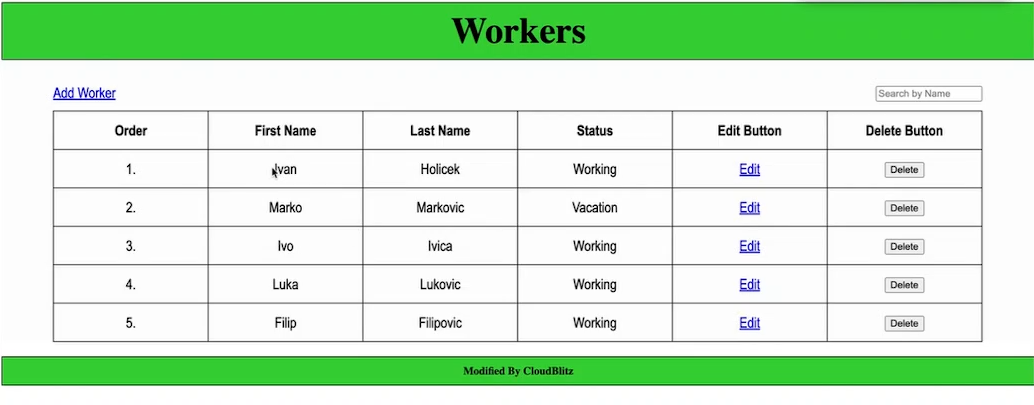 Workers
Add Worker Search by Name
Order First Name Last Name Status Edit Button Delete Button
1. Ivan Holicek Working Edit Delete
2. Marko Markovic Vacation Edit Delete
3. Ivo Ivica Working Edit Delete
4. Luka Lukovic Working Edit Delete
5. Filip Filipovic Working Edit Delete
Modified By CloudBlitz